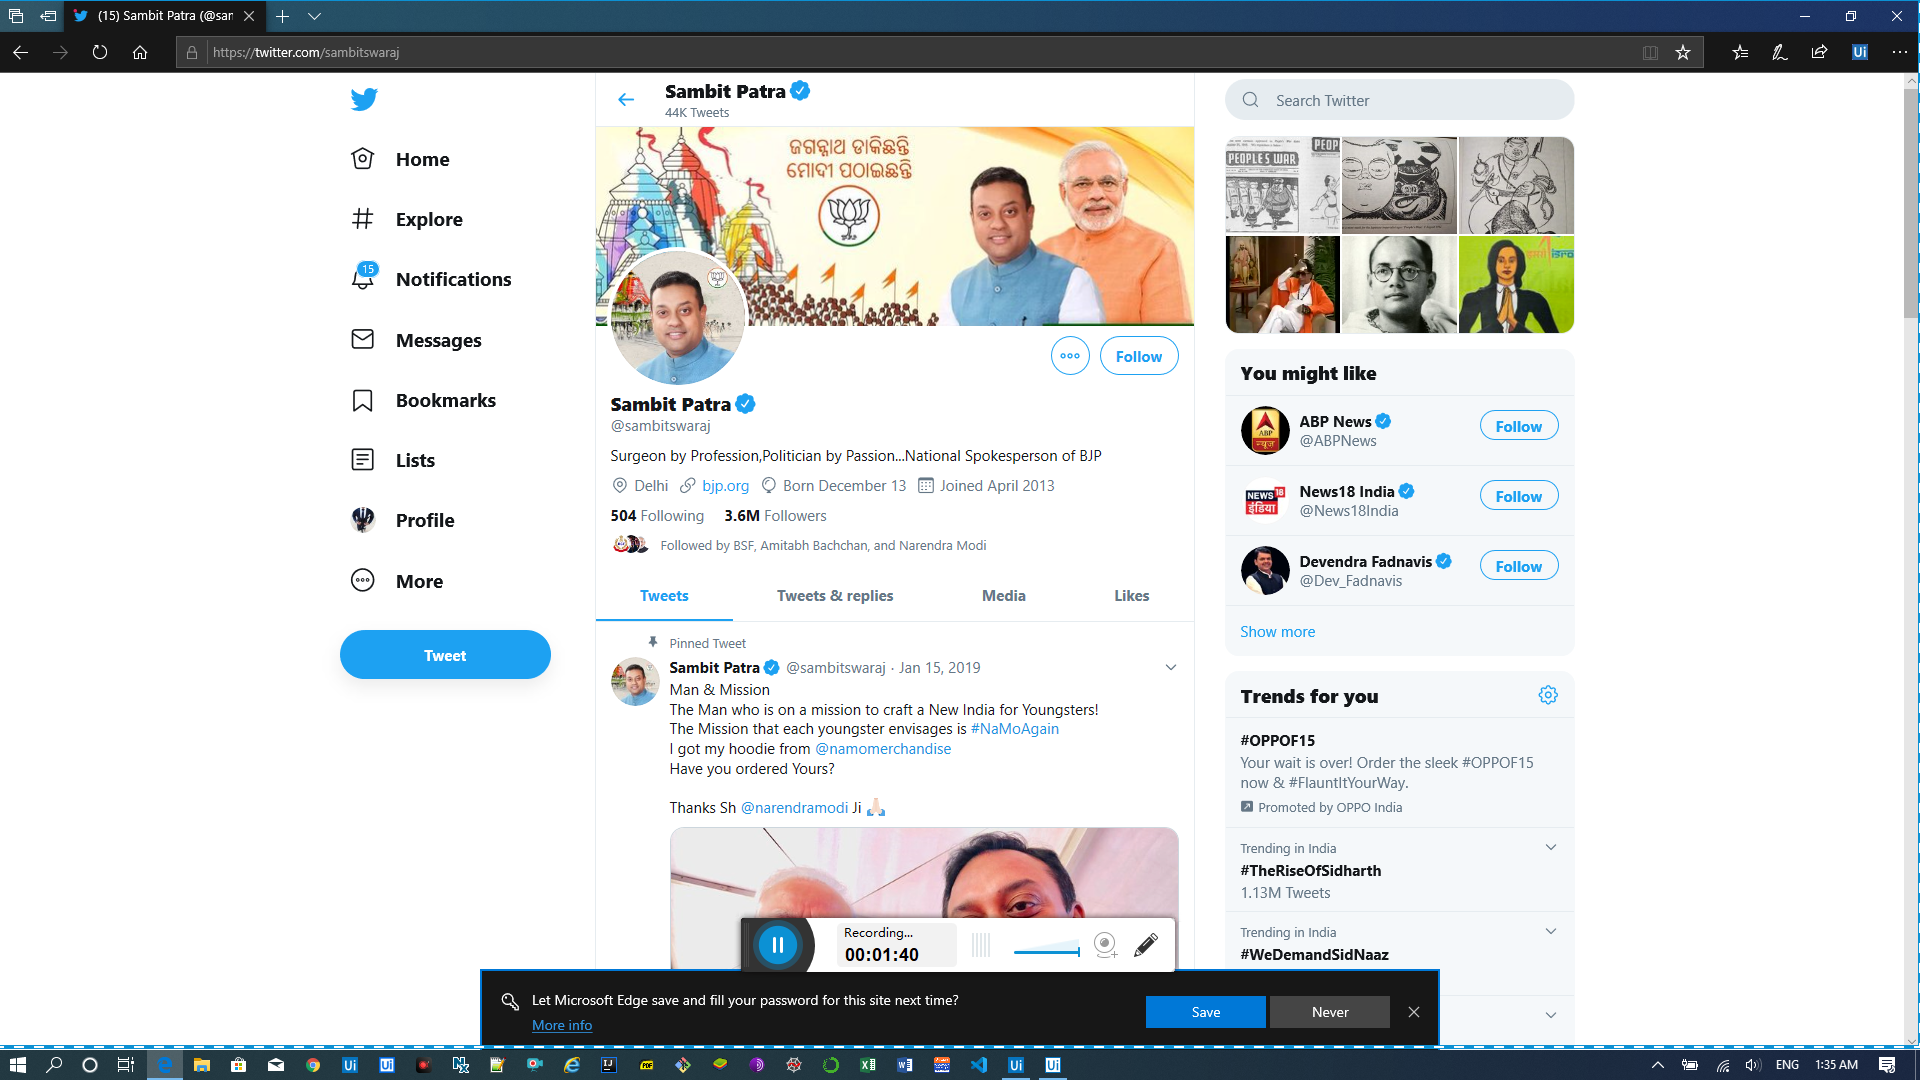 (15) Sambit Patra (@sar
https://twitter.com/sambitswaraj
Home
Explore
15
Notifications
Messages
Bookmarks
Lists
Profile
More
Tweet
Sambit Patra
44K Tweets
ଜଗନ୍ନାଥ ଡାକିଛନ୍ତି
ମୋଦୀ ପଠାଇଛନ୍ତି
Follow
Sambit Patra
@sambitswaraj
Surgeon by Profession,Politician by Passion...National Spokesperson of BJP
Delhi bjp.org Born December 13 Joined April 2013
504 Following 3.6M Followers
Followed by BSF, Amitabh Bachchan, and Narendra Modi
Tweets Tweets & replies Media Likes
Pinned Tweet
Sambit Patra @sambitswaraj · Jan 15, 2019
Man & Mission
The Man who is on a mission to craft a New India for Youngsters!
The Mission that each youngster envisages is #NaMoAgain
I got my hoodie from @namomerchandise
Have you ordered Yours?
Thanks Sh @narendramodi Ji 🙏🏻
Search Twitter
PEOPLE'S WAR
PEOP
isro
You might like
ABP News
@ABPNews
Follow
ABP
न्यूज़
News18 India
@News18India
Follow
NEWS 18
इंडिया
Devendra Fadnavis
@Dev_Fadnavis
Follow
Show more
Trends for you
#OPPOF15
Your wait is over! Order the sleek #OPPOF15
now & #FlauntItYourWay.
Promoted by OPPO India
Trending in India
#TheRiseOfSidharth
1.13M Tweets
Trending in India
#WeDemandSidNaaz
Recording...
00:01:40
Let Microsoft Edge save and fill your password for this site next time?
More info
Save
Never
ENG
1:35 AM